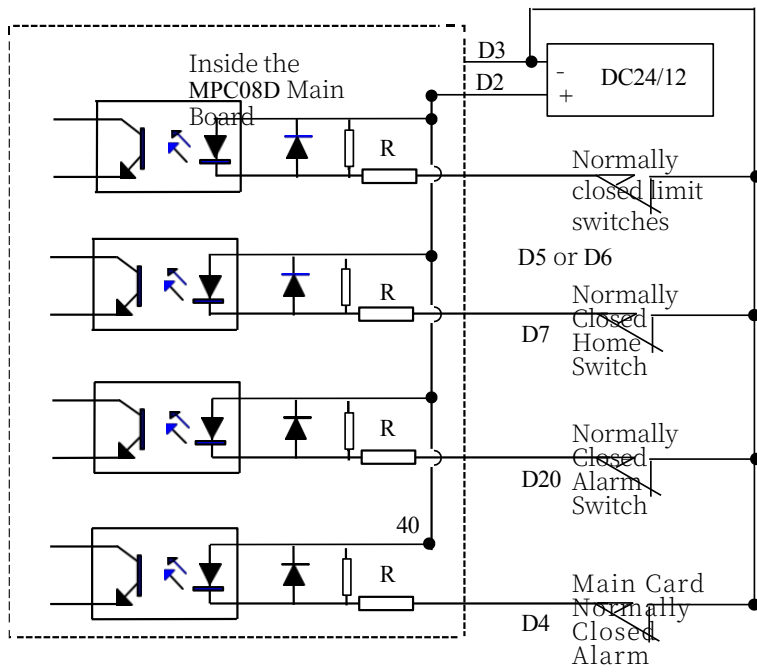 D3
Inside the
MPC08D Main
Board
D2
-
DC24/12
+
R
Normally
closed limit
switches
D5 or D6
R
D7
Normally
Closed
Home
Switch
R
D20
Normally
Closed
Alarm
Switch
40
R
D4
Main Card
Normally
Closed
Alarm